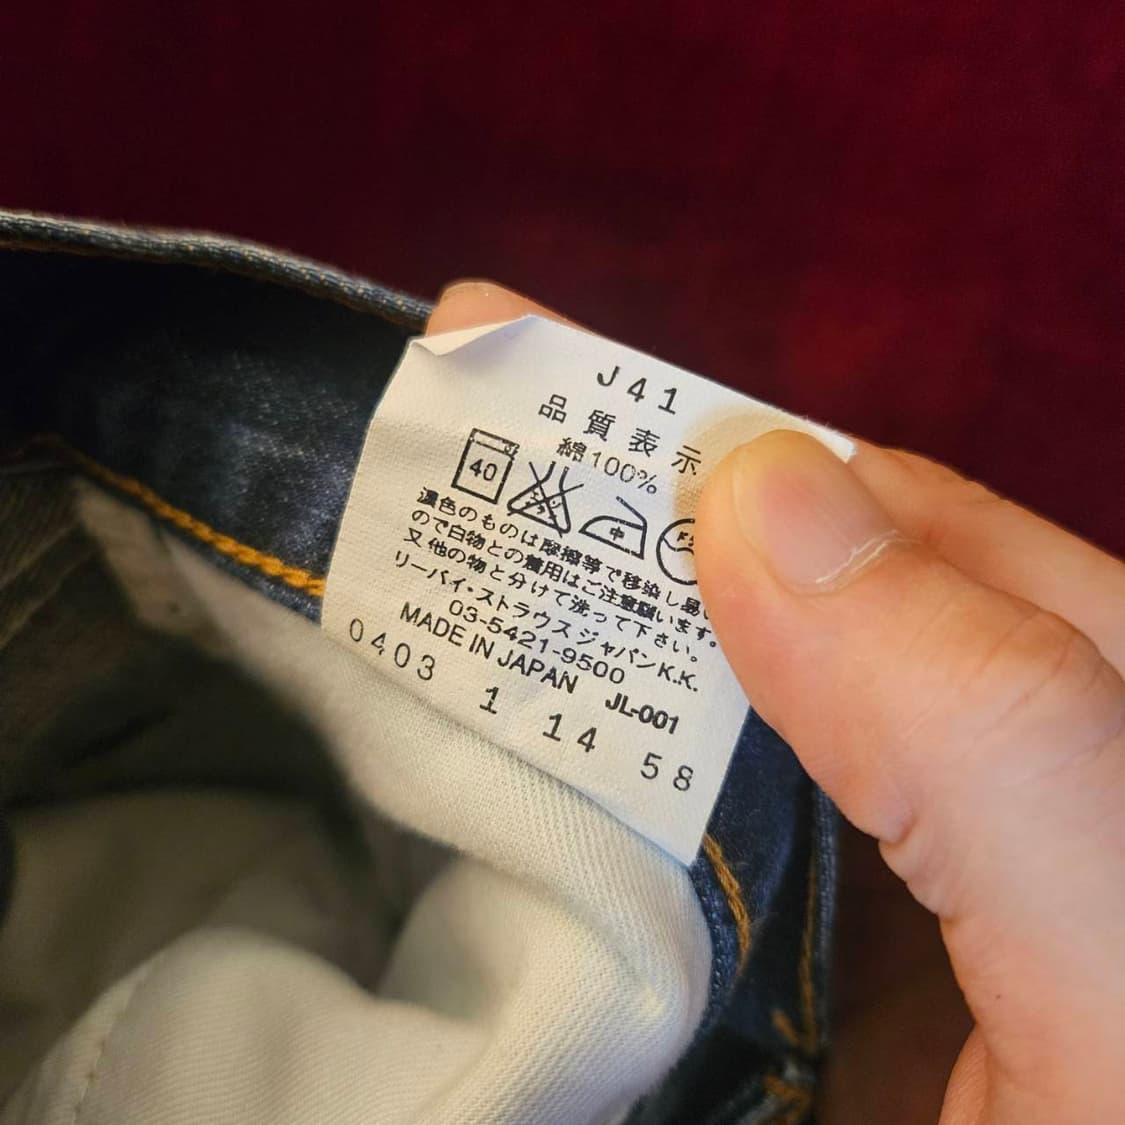 J41
品質表示
綿100%
40 エンソ 中
濃色のものは摩擦等で移染し易い
ので白物との着用はご注意願います。
又他の物と分けて洗って下さい。
リーバイ・ストラウスジャパンK.K.
03-5421-9500
MADE IN JAPAN JL-001
0403 1 14 58